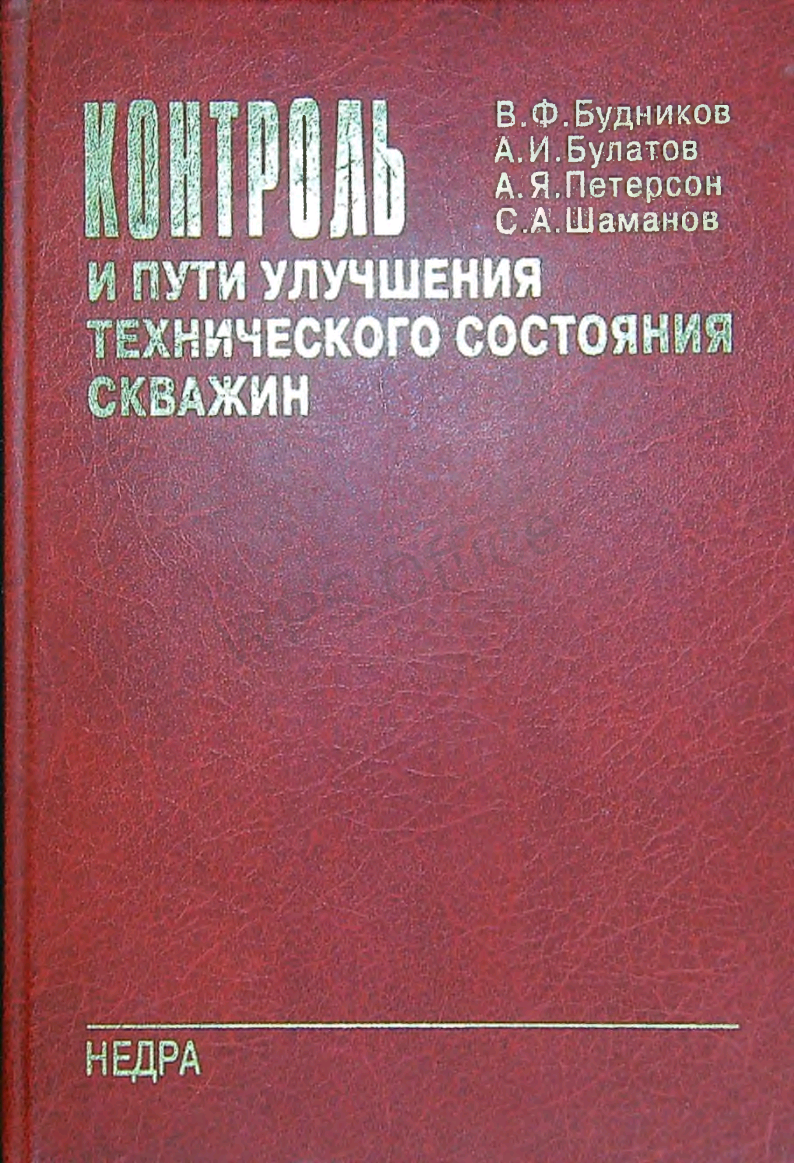 КОНТРОЛЬ
И ПУТИ УЛУЧШЕНИЯ
ТЕХНИЧЕСКОГО СОСТОЯНИЯ
СКВАЖИН
В.Ф.Будников
А.И.Булатов
А.Я.Петерсон
С.А.Шаманов
НЕДРА